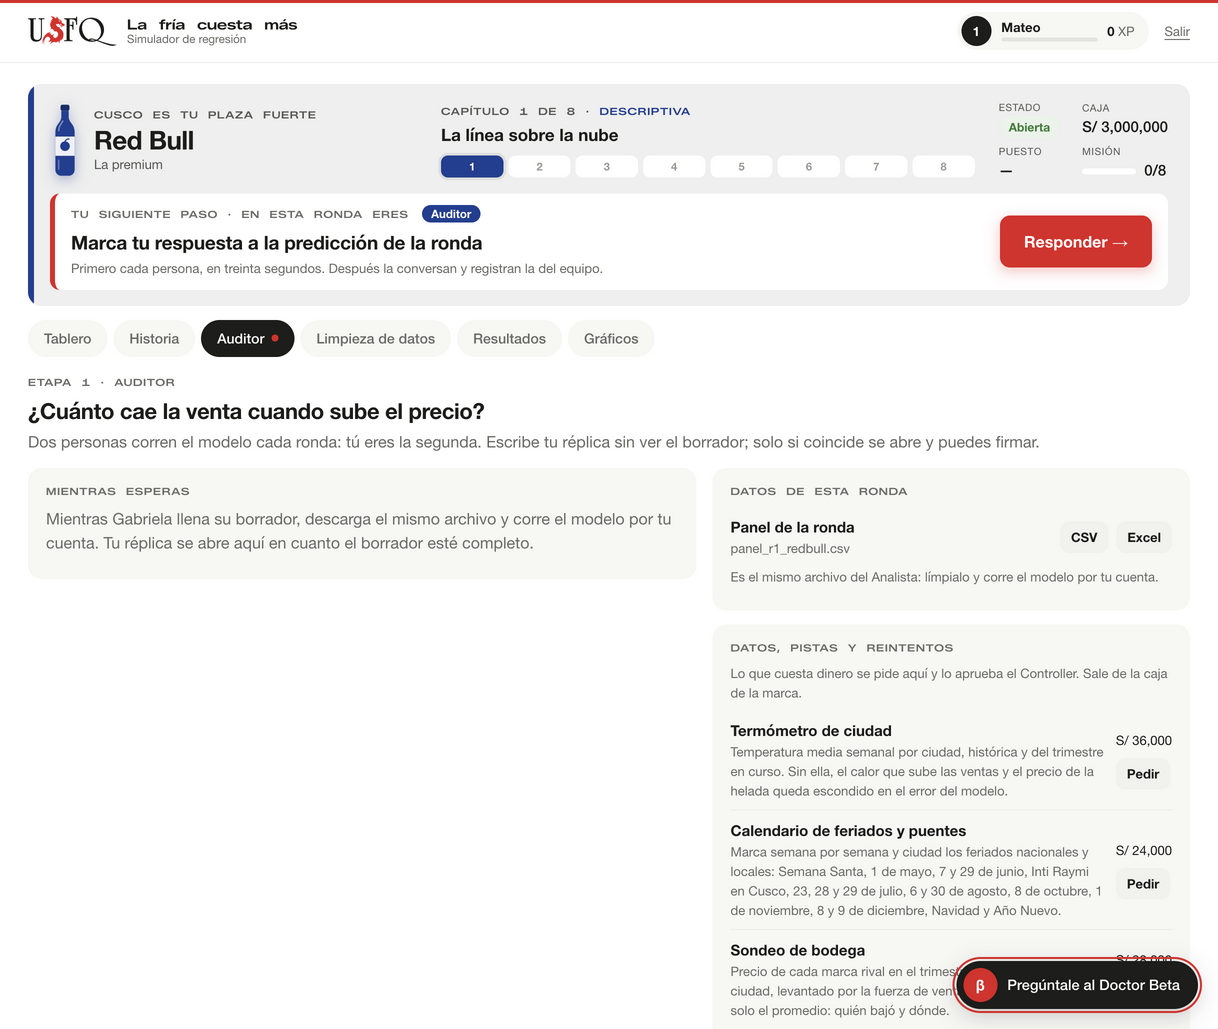 USFQ
La fría cuesta más
Simulador de regresión
1
Mateo
0 XP
Salir
CUSCO ES TU PLAZA FUERTE
Red Bull
La premium
CAPÍTULO 1 DE 8 · DESCRIPTIVA
La línea sobre la nube
1 2 3 4 5 6 7 8
ESTADO
Abierta
CAJA
S/ 3,000,000
PUESTO
—
MISIÓN
0/8
TU SIGUIENTE PASO · EN ESTA RONDA ERES Auditor
Marca tu respuesta a la predicción de la ronda
Primero cada persona, en treinta segundos. Después la conversan y registran la del equipo.
Responder →
Tablero
Historia
Auditor
Limpieza de datos
Resultados
Gráficos
ETAPA 1 · AUDITOR
¿Cuánto cae la venta cuando sube el precio?
Dos personas corren el modelo cada ronda: tú eres la segunda. Escribe tu réplica sin ver el borrador; solo si coincide se abre y puedes firmar.
MIENTRAS ESPERAS
Mientras Gabriela llena su borrador, descarga el mismo archivo y corre el modelo por tu
cuenta. Tu réplica se abre aquí en cuanto el borrador esté completo.
DATOS DE ESTA RONDA
Panel de la ronda
panel_r1_redbull.csv
CSV
Excel
Es el mismo archivo del Analista: límpialo y corre el modelo por tu cuenta.
DATOS, PISTAS Y REINTENTOS
Lo que cuesta dinero se pide aquí y lo aprueba el Controller. Sale de la caja
de la marca.
Termómetro de ciudad
Temperatura media semanal por ciudad, histórica y del trimestre
en curso. Sin ella, el calor que sube las ventas y el precio de la
helada queda escondido en el error del modelo.
S/ 36,000
Pedir
Calendario de feriados y puentes
Marca semana por semana y ciudad los feriados nacionales y
locales: Semana Santa, 1 de mayo, 7 y 29 de junio, Inti Raymi
en Cusco, 23, 28 y 29 de julio, 6 y 30 de agosto, 8 de octubre, 1
de noviembre, 8 y 9 de diciembre, Navidad y Año Nuevo.
S/ 24,000
Pedir
Sondeo de bodega
S/ 28,000
Precio de cada marca rival en el
ciudad, levantado por la fuerza de
solo el promedio: quién bajó y dónde.
β
Pregúntale al Doctor Beta